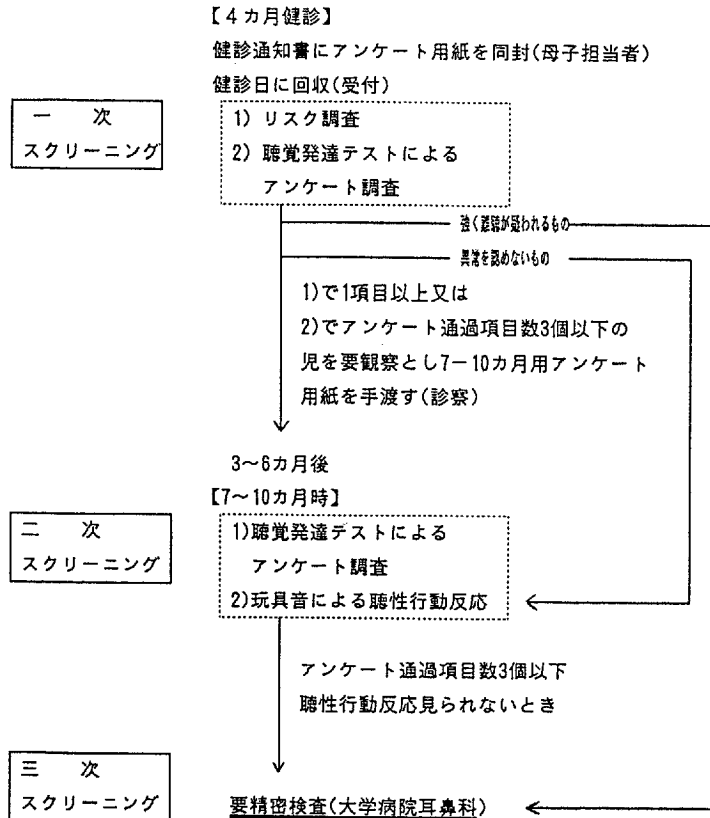 【4カ月健診】
健診通知書にアンケート用紙を同封(母子担当者)
健診日に回収(受付)
一 次
スクリーニング
1) リスク調査
2) 聴覚発達テストによる
アンケート調査
強く難聴が疑われるもの
異常を認めないもの
1)で1項目以上又は
2)でアンケート通過項目数3個以下の
児を要観察とし7−10カ月用アンケート
用紙を手渡す(診察)
3〜6カ月後
【7〜10カ月時】
二 次
スクリーニング
1)聴覚発達テストによる
アンケート調査
2)玩具音による聴性行動反応
アンケート通過項目数3個以下
聴性行動反応見られないとき
三 次
スクリーニング
要精密検査(大学病院耳鼻科)